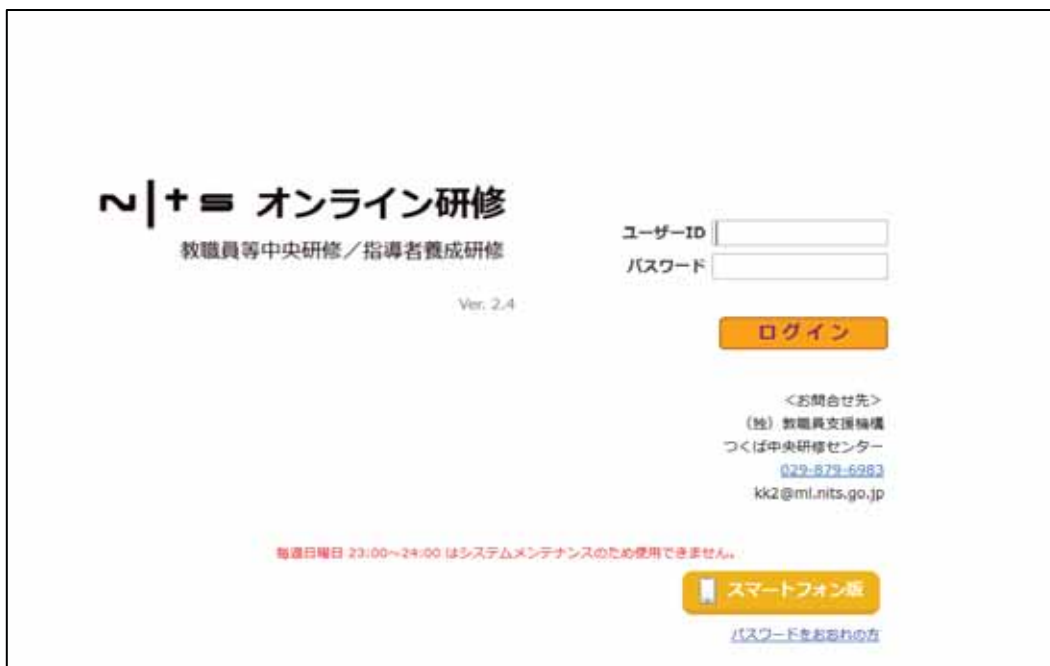 N|ts オンライン研修
教職員等中央研修／指導者養成研修
Ver. 2.4
ユーザーID
パスワード
ログイン
＜お問合せ先＞
（独）教職員支援機構
つくば中央研修センター
029-879-6983
kk2@ml.nits.go.jp
毎週日曜日 23:00～24:00 はシステムメンテナンスのため使用できません。
スマートフォン版
パスワードをお忘れの方